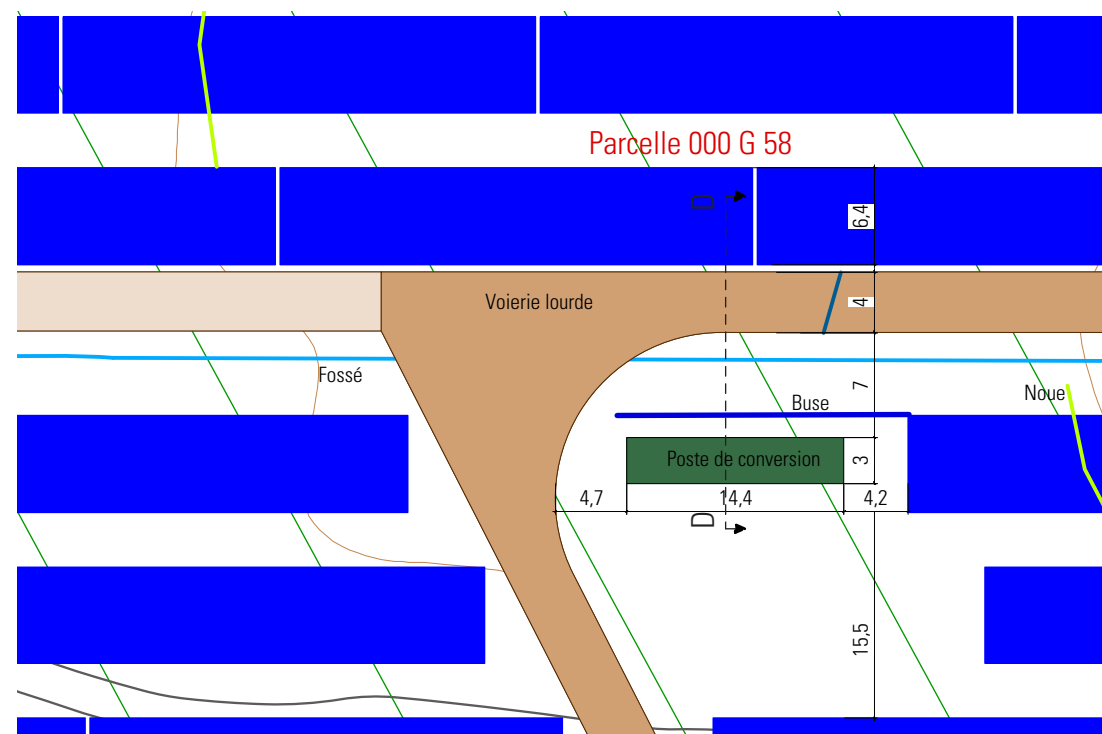 Parcelle 000 G 58
D
6,4
Voierie lourde
4
Fossé
7
Noue
Buse
Poste de conversion
3
4,7
14,4
4,2
D
15,5